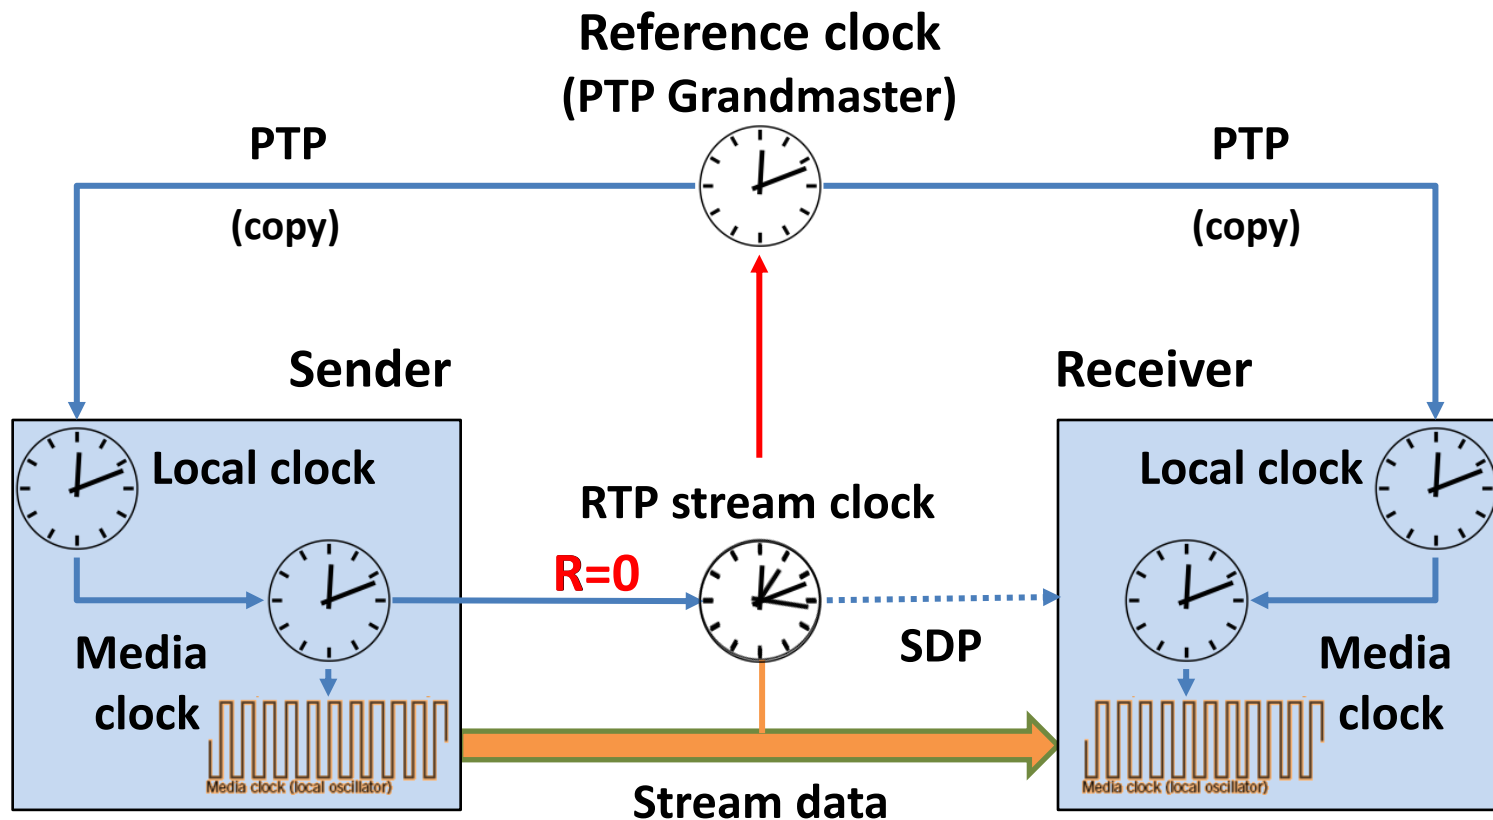 Reference clock
(PTP Grandmaster)
PTP
PTP
(copy)
(copy)
Sender
Receiver
Local clock
Local clock
RTP stream clock
R=0
SDP
Media
clock
Media
clock
Media clock (local oscillator)
Media clock (local oscillator)
Stream data